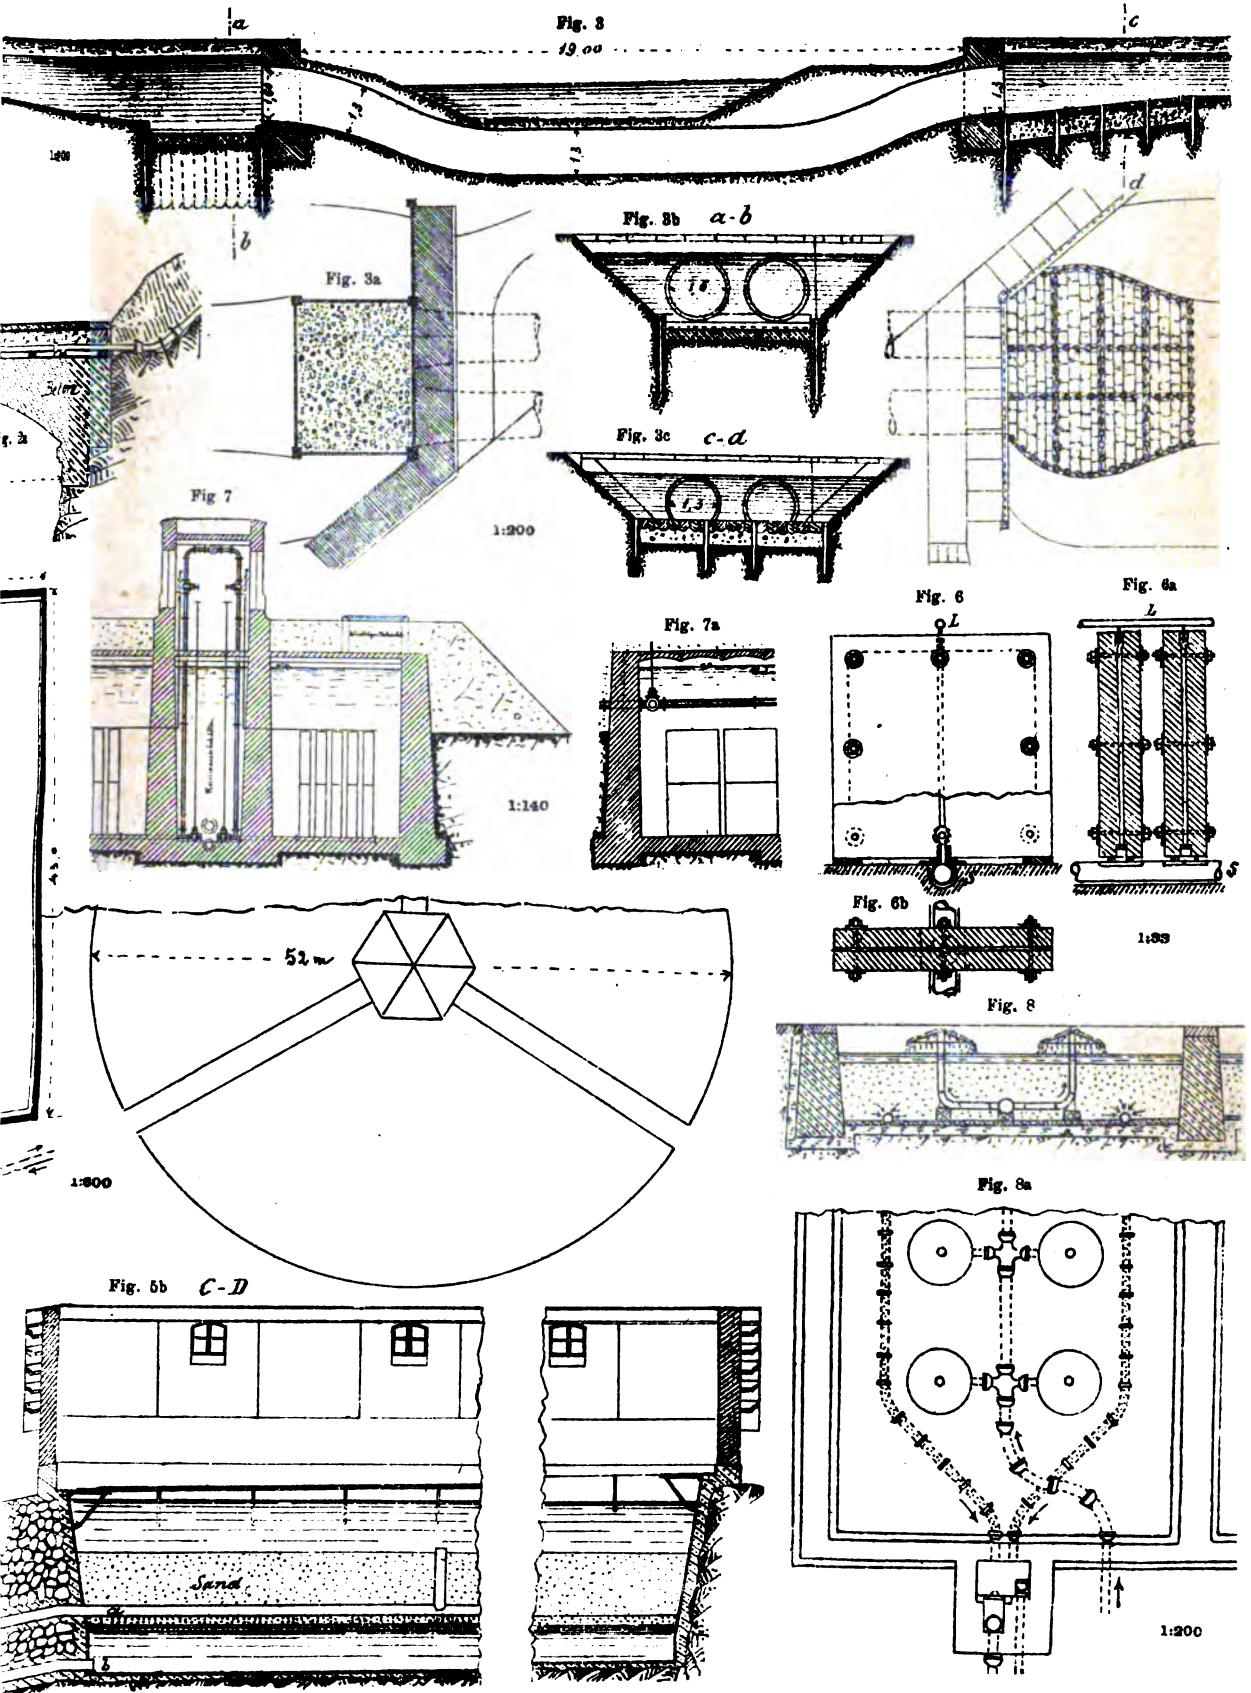 a
Fig. 3
c
19,00
1,3
1,3
1,3
b
d
Fig. 3b a-b
Fig. 3a
1,6
Beton
Fig. 3c c-d
1,3
Fig 7
1:200
Fig. 6a
Fig. 6
L
L
Fig. 7a
1:140
S
Fig. 6b
1:33
52 m
Fig. 8
Fig. 8a
Fig. 5b C-D
Sand
a
b
1:200